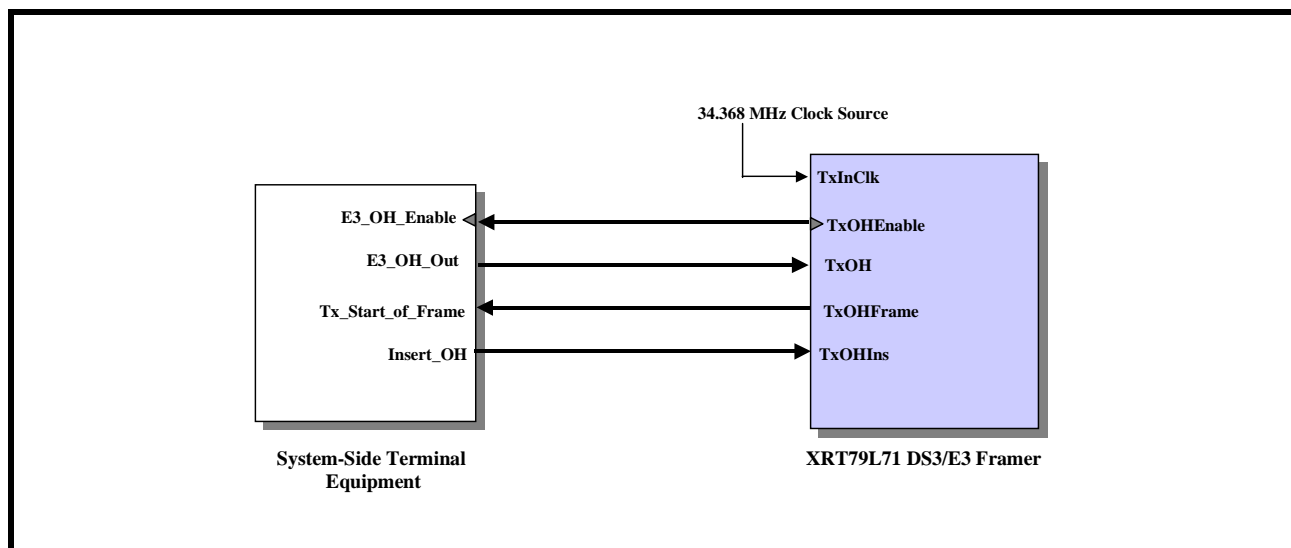 34.368 MHz Clock Source
TxInClk
E3_OH_Enable
TxOHEnable
E3_OH_Out
TxOH
Tx_Start_of_Frame
TxOHFrame
Insert_OH
TxOHIns
System-Side Terminal
Equipment
XRT79L71 DS3/E3 Framer